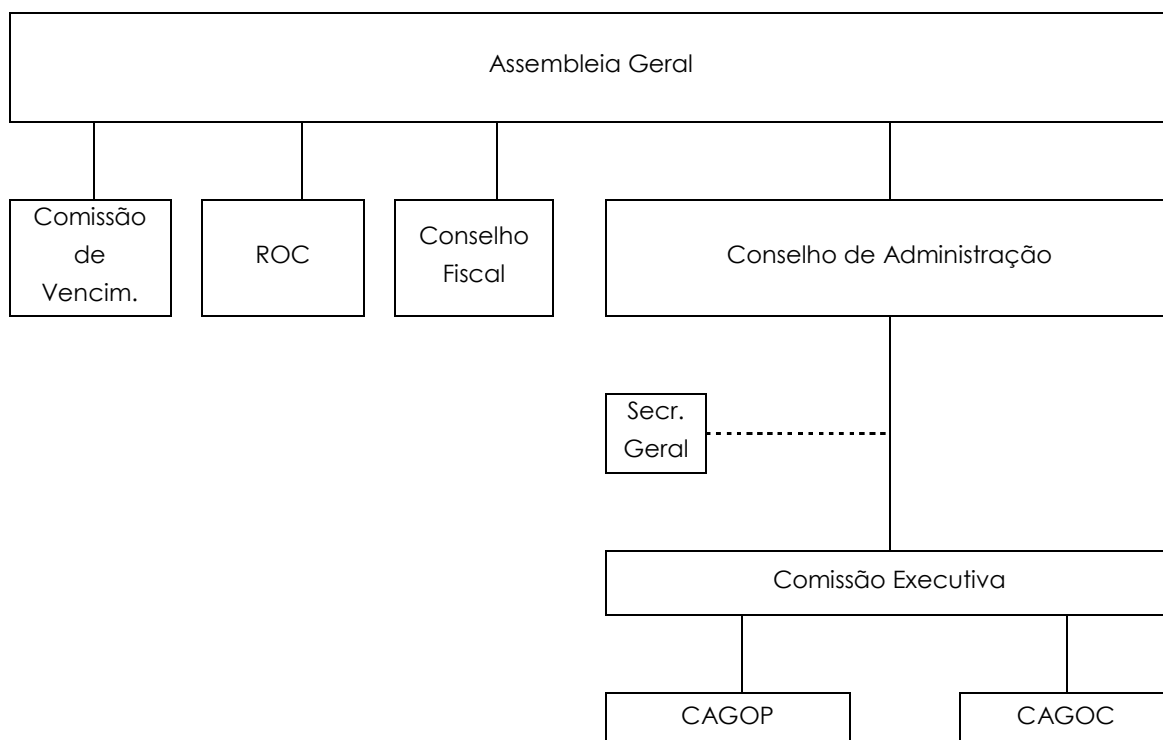 Assembleia Geral
Comissão
de
Vencim.
ROC
Conselho
Fiscal
Conselho de Administração
Secr.
Geral
Comissão Executiva
CAGOP
CAGOC